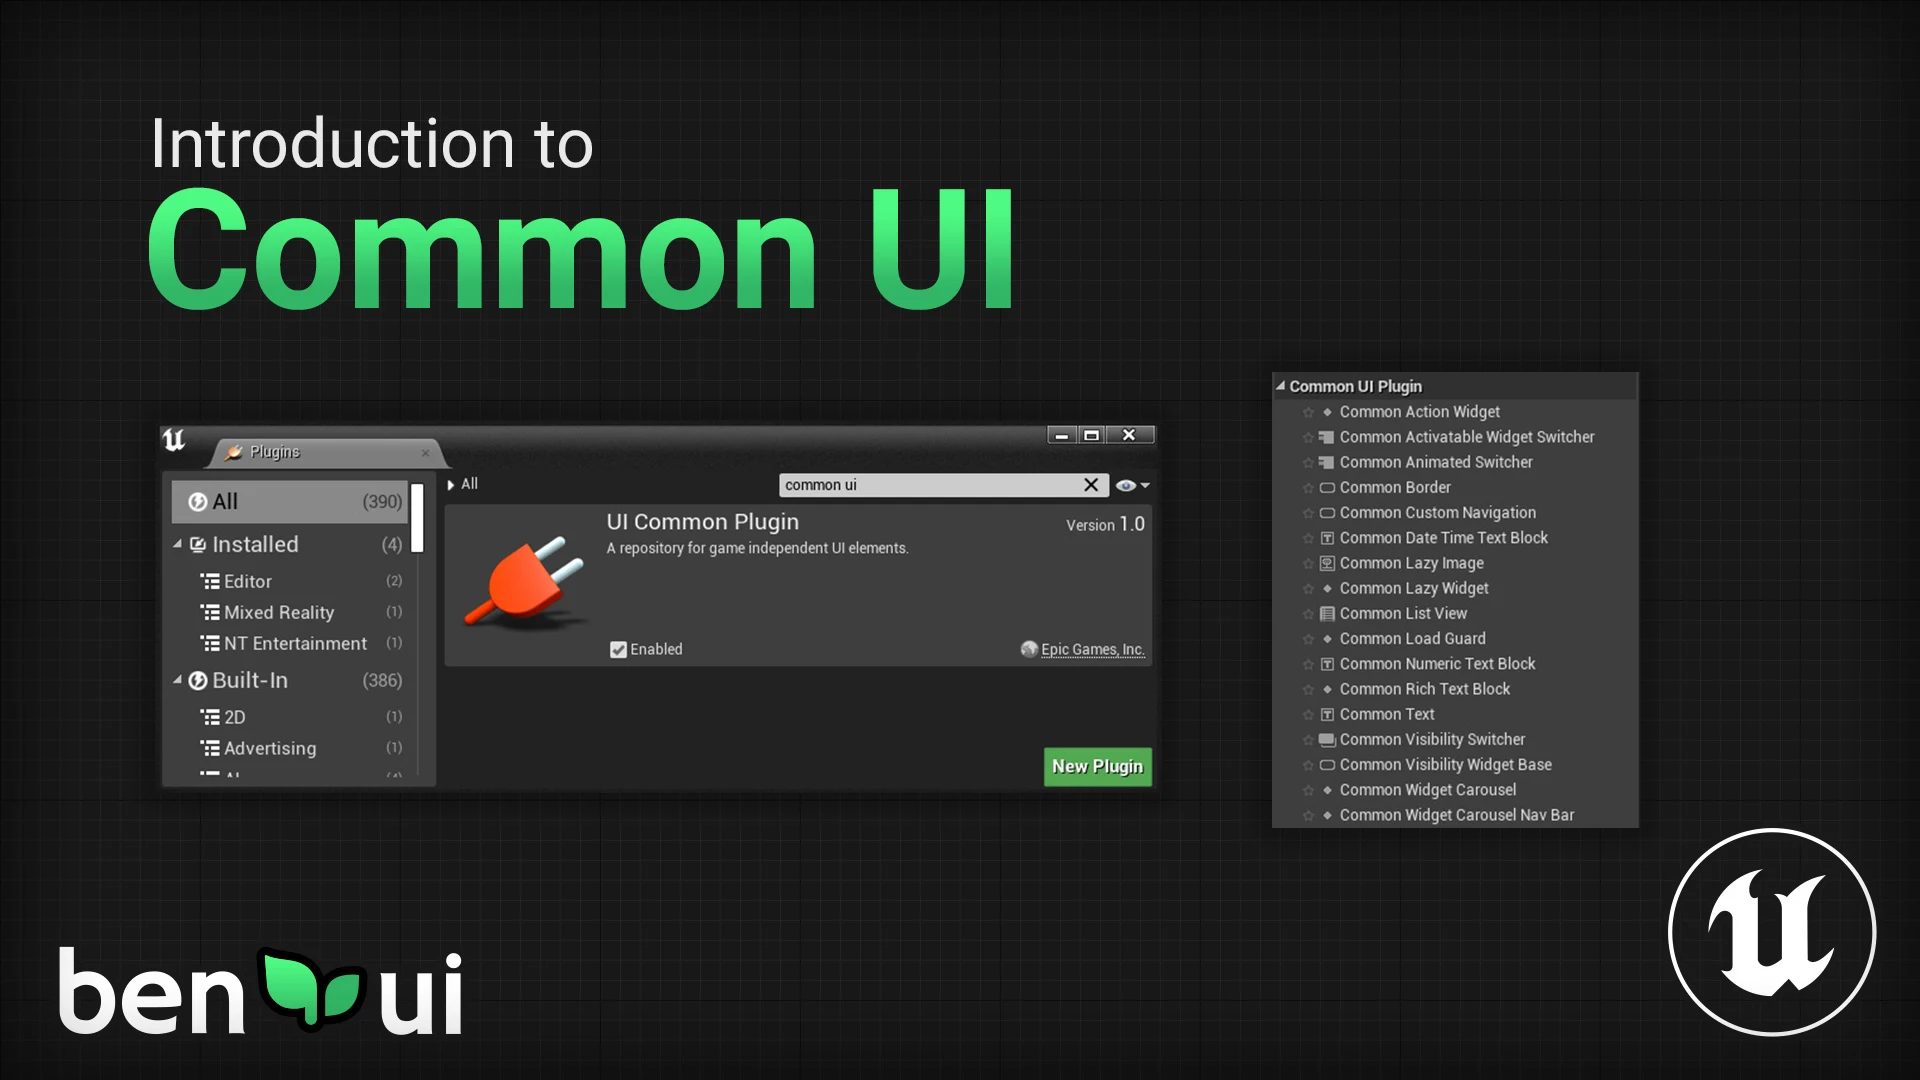 Introduction to
Common UI
Plugins
All (390)
Installed (4)
Editor (2)
Mixed Reality (1)
NT Entertainment (1)
Built-In (386)
2D (1)
Advertising (1)
All
common ui
UI Common Plugin
Version 1.0
A repository for game independent UI elements.
Enabled
Epic Games, Inc.
New Plugin
Common UI Plugin
Common Action Widget
Common Activatable Widget Switcher
Common Animated Switcher
Common Border
Common Custom Navigation
Common Date Time Text Block
Common Lazy Image
Common Lazy Widget
Common List View
Common Load Guard
Common Numeric Text Block
Common Rich Text Block
Common Text
Common Visibility Switcher
Common Visibility Widget Base
Common Widget Carousel
Common Widget Carousel Nav Bar
ben ui